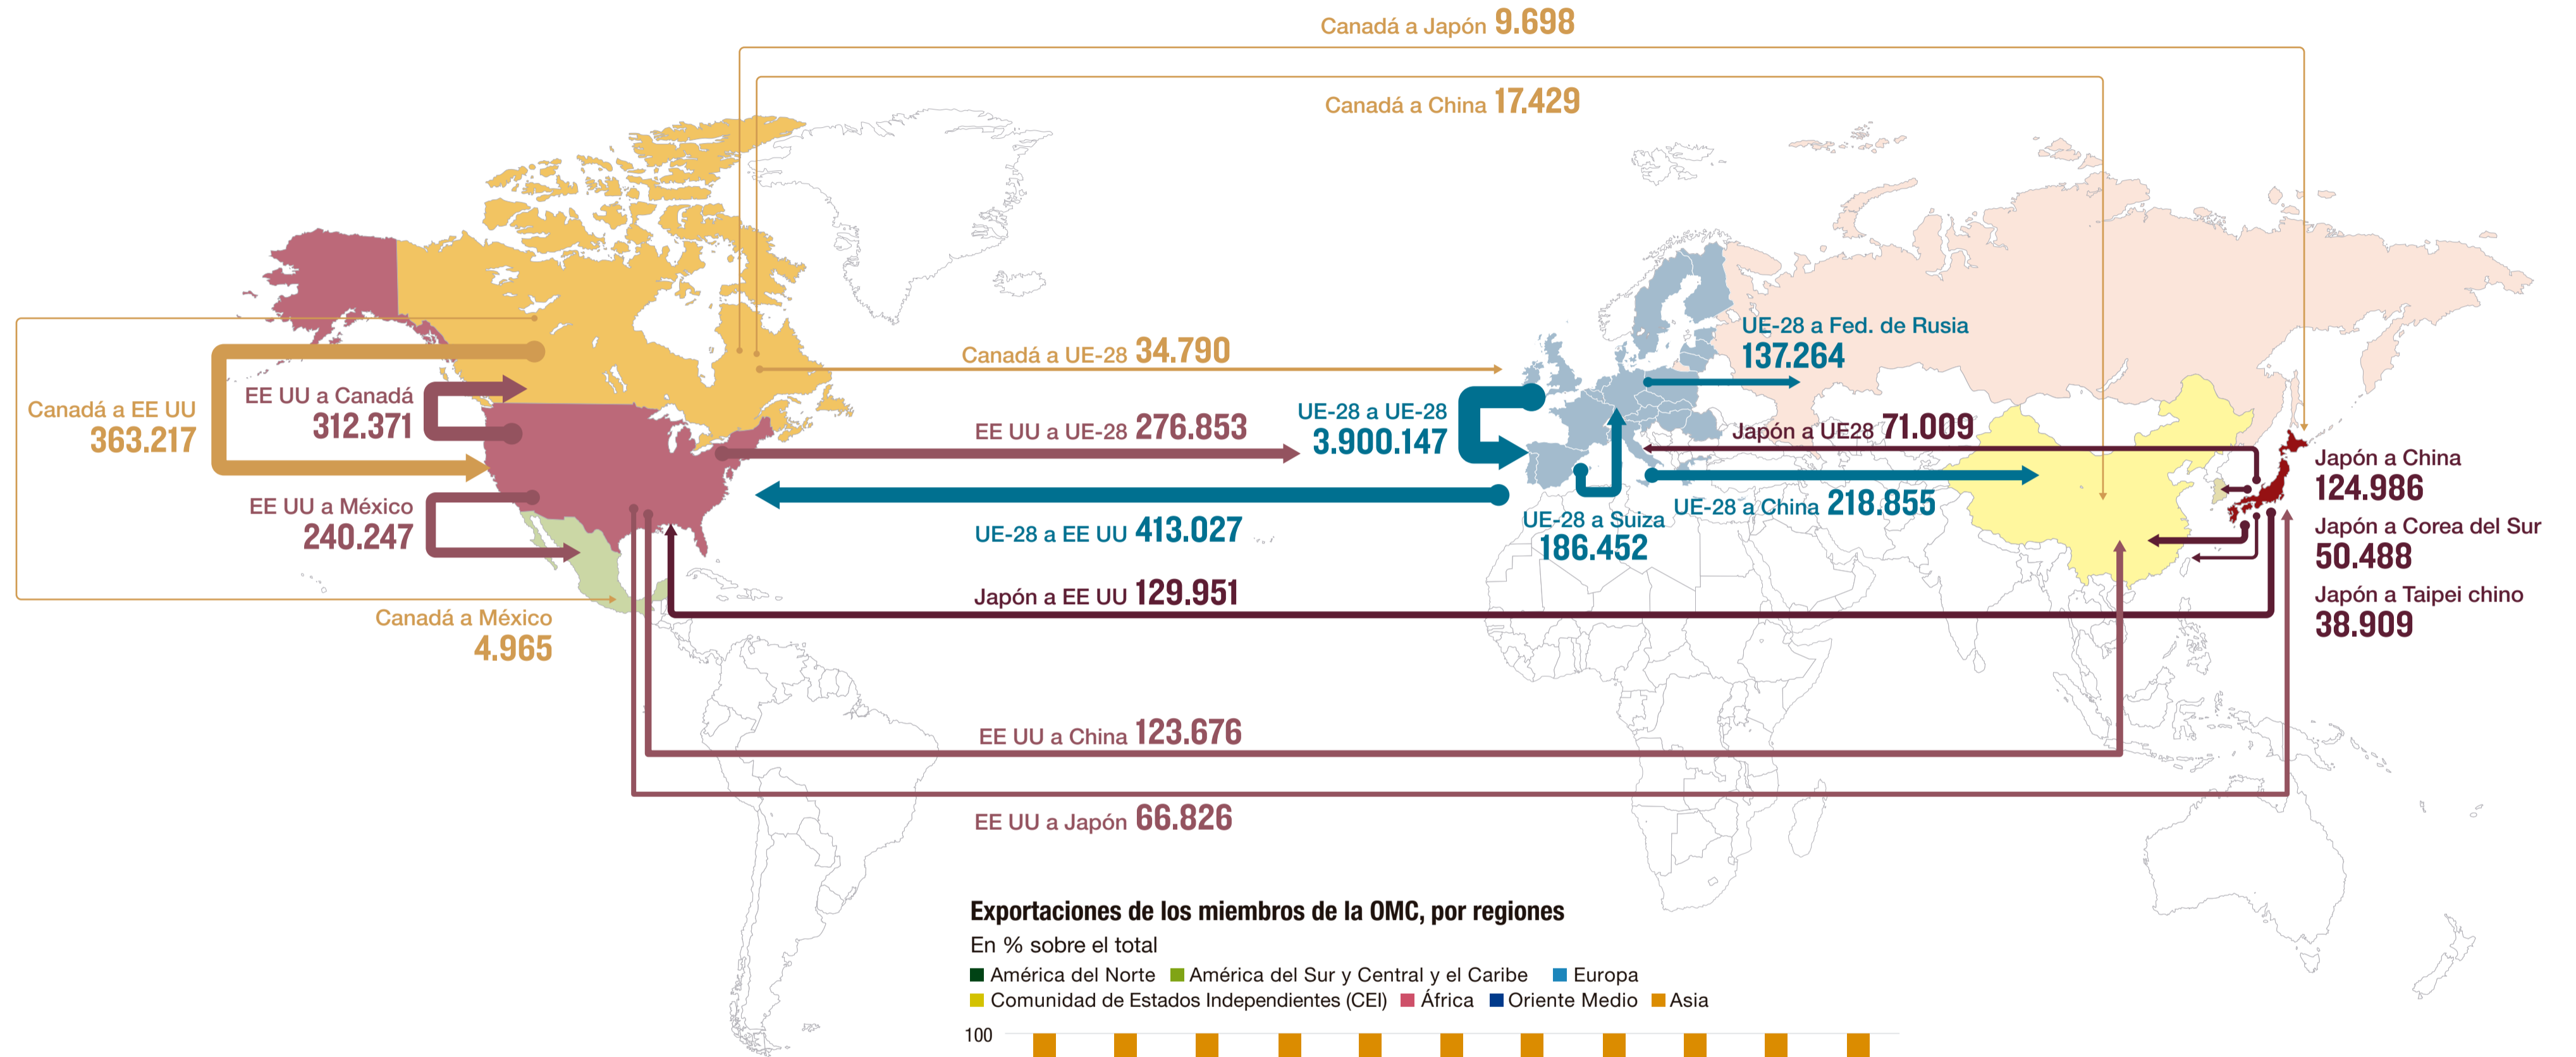 Canadá a Japón 9.698
Canadá a China 17.429
UE-28 a Fed. de Rusia
137.264
Canadá a UE-28 34.790
EE UU a Canadá
312.371
Canadá a EE UU
363.217
EE UU a UE-28 276.853
UE-28 a UE-28
3.900.147
Japón a UE28 71.009
Japón a China
124.986
EE UU a México
240.247
UE-28 a EE UU 413.027
UE-28 a Suiza
186.452
UE-28 a China 218.855
Japón a Corea del Sur
50.488
Japón a EE UU 129.951
Japón a Taipei chino
38.909
Canadá a México
4.965
EE UU a China 123.676
EE UU a Japón 66.826
Exportaciones de los miembros de la OMC, por regiones
En % sobre el total
América del Norte América del Sur y Central y el Caribe Europa
Comunidad de Estados Independientes (CEI) África Oriente Medio Asia
100